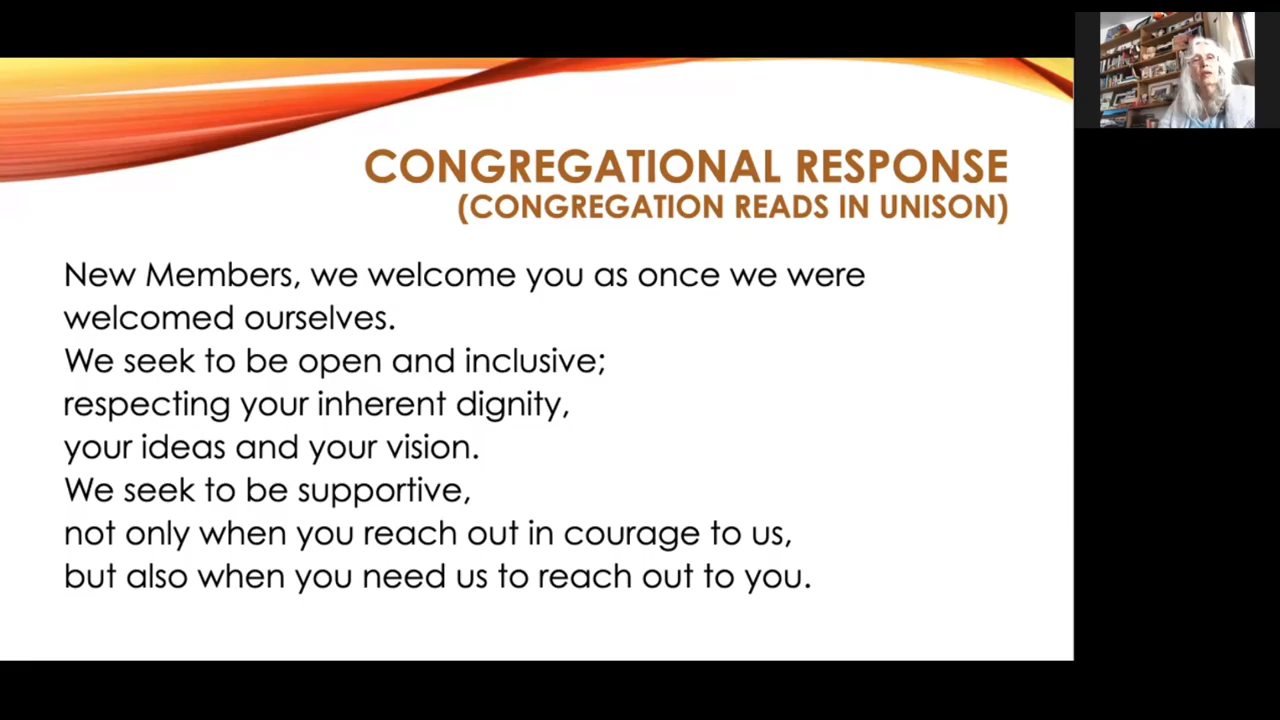 CONGREGATIONAL RESPONSE
(CONGREGATION READS IN UNISON)
New Members, we welcome you as once we were
welcomed ourselves.
We seek to be open and inclusive;
respecting your inherent dignity,
your ideas and your vision.
We seek to be supportive,
not only when you reach out in courage to us,
but also when you need us to reach out to you.